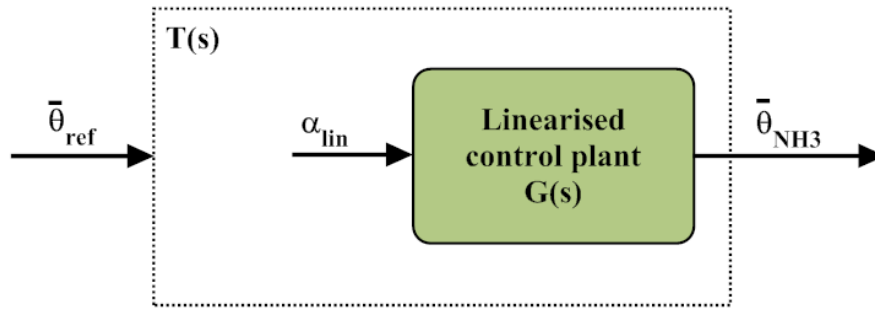 T(s)
θ̄ref
αlin
Linearised
control plant
G(s)
θ̄NH3